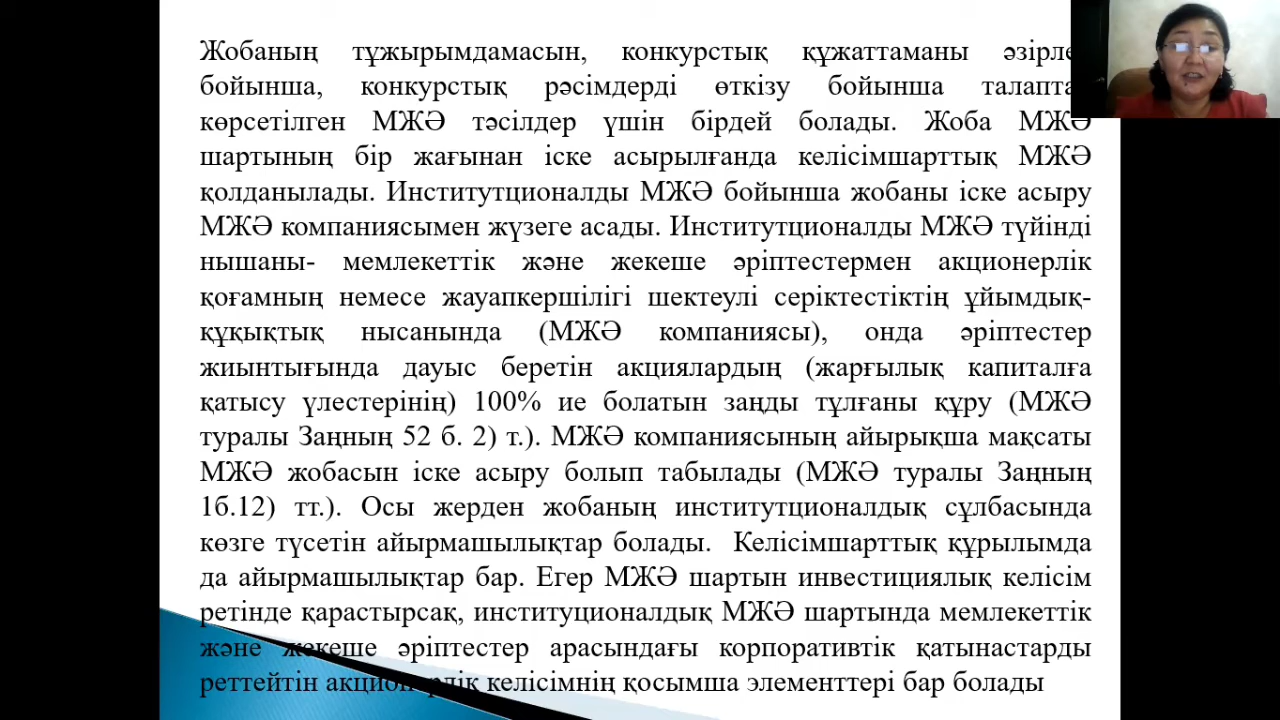 Жобаның тұжырымдамасын, конкурстық құжаттаманы
бойынша, конкурстық рәсімдерді өткізу бойынша
көрсетілген МЖӘ тәсілдер үшін бірдей болады. Жоба МЖӘ
шартының бір жағынан іске асырылғанда келісімшарттық МЖӘ
қолданылады. Институтционалды МЖӘ бойынша жобаны іске асыру
МЖӘ компаниясымен жүзеге асады. Институтционалды МЖӘ түйінді
нышаны- мемлекеттік және жекеше әріптестермен акционерлік
қоғамның немесе жауапкершілігі шектеулі серіктестіктің ұйымдық-
құқықтық нысанында (МЖӘ компаниясы), онда әріптестер
жиынтығында дауыс беретін акциялардың (жарғылық капиталға
қатысу үлестерінің) 100% ие болатын заңды тұлғаны құру (МЖӘ
туралы Заңның 52 б. 2) т.). МЖӘ компаниясының айырықша мақсаты
МЖӘ жобасын іске асыру болып табылады (МЖӘ туралы Заңның
1б.12) тт.). Осы жерден жобаның институтционалдық сұлбасында
көзге түсетін айырмашылықтар болады. Келісімшарттық құрылымда
да айырмашылықтар бар. Егер МЖӘ шартын инвестициялық келісім
ретінде қарастырсақ, институционалдық МЖӘ шартында мемлекеттік
және жекеше әріптестер арасындағы корпоративтік қатынастарды
реттейтін акционерлік келісімнің қосымша элементтері бар болады